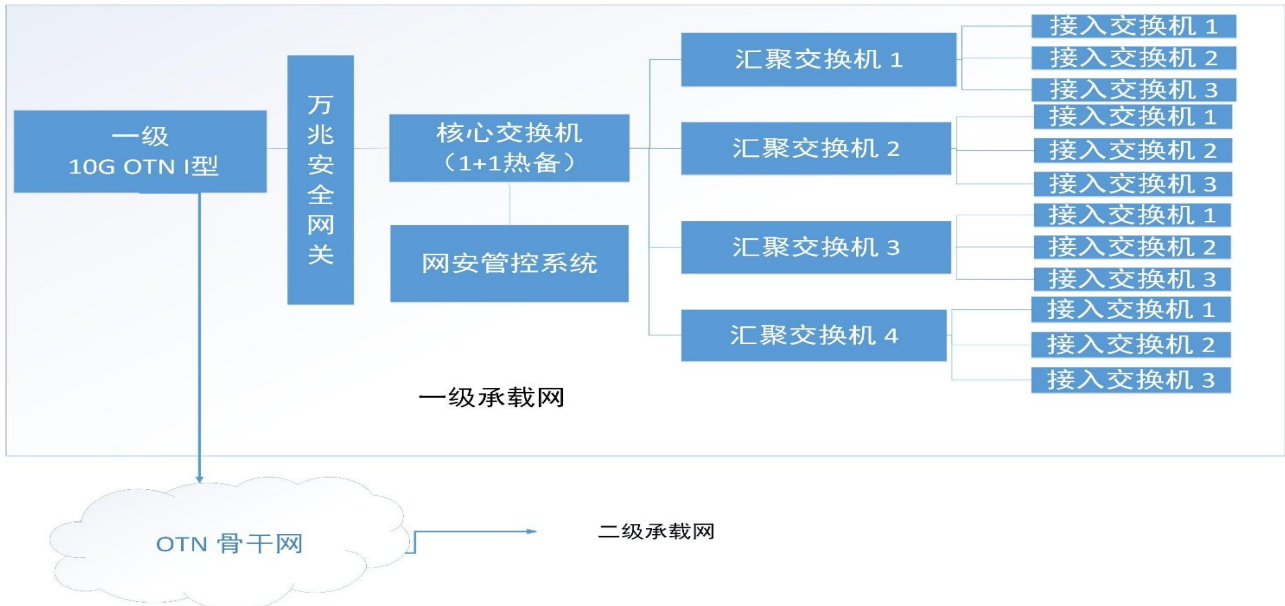 一级
10G OTN I型
万兆安全网关
核心交换机
（1+1热备）
网安管控系统
汇聚交换机 1
接入交换机 1
接入交换机 2
接入交换机 3
汇聚交换机 2
接入交换机 1
接入交换机 2
接入交换机 3
汇聚交换机 3
接入交换机 1
接入交换机 2
接入交换机 3
汇聚交换机 4
接入交换机 1
接入交换机 2
接入交换机 3
一级承载网
OTN 骨干网
二级承载网